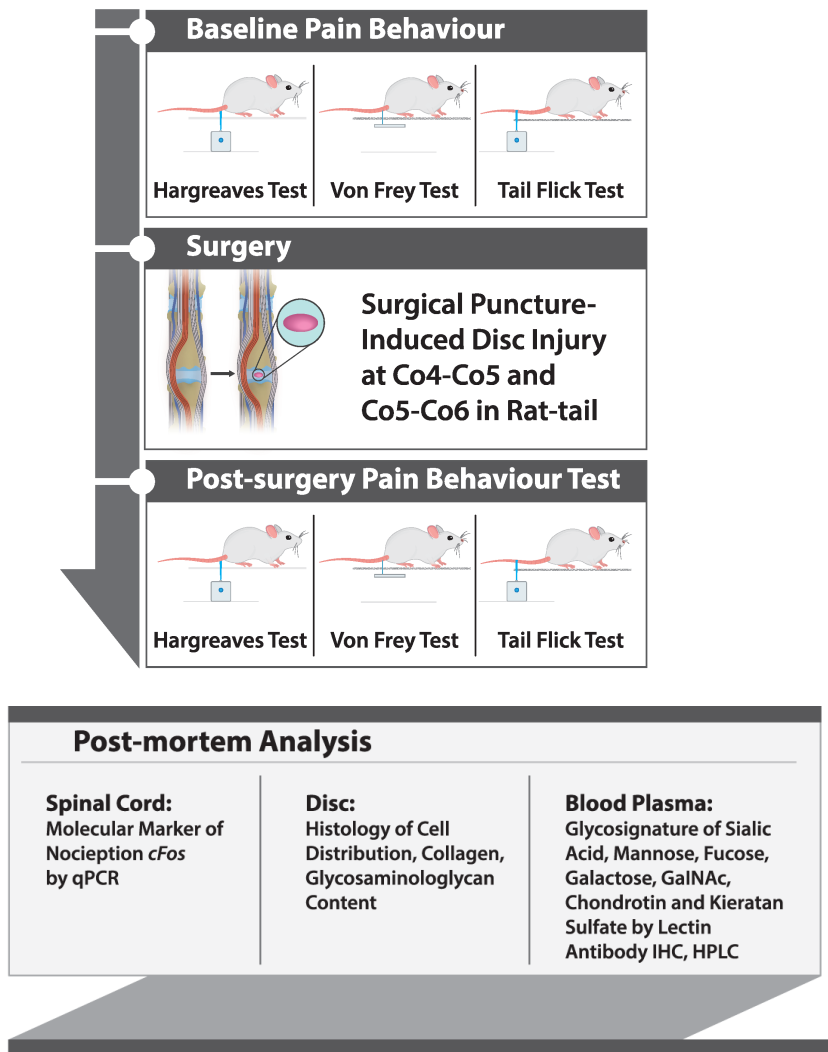 Baseline Pain Behaviour
Hargreaves Test
Von Frey Test
Tail Flick Test
Surgery
Surgical Puncture-
Induced Disc Injury
at Co4-Co5 and
Co5-Co6 in Rat-tail
Post-surgery Pain Behaviour Test
Hargreaves Test
Von Frey Test
Tail Flick Test
Post-mortem Analysis
Spinal Cord:
Molecular Marker of
Nocieption cFos
by qPCR
Disc:
Histology of Cell
Distribution, Collagen,
Glycosaminologlycan
Content
Blood Plasma:
Glycosignature of Sialic
Acid, Mannose, Fucose,
Galactose, GalNAc,
Chondrotin and Kieratan
Sulfate by Lectin
Antibody IHC, HPLC